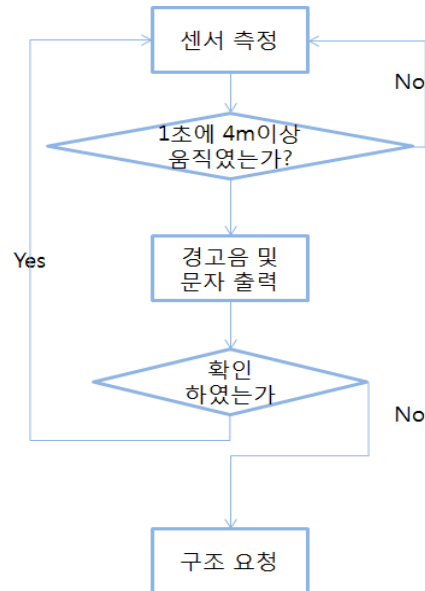 센서 측정
No
1초에 4m이상
움직였는가?
Yes
경고음 및
문자 출력
확인
하였는가
No
구조 요청